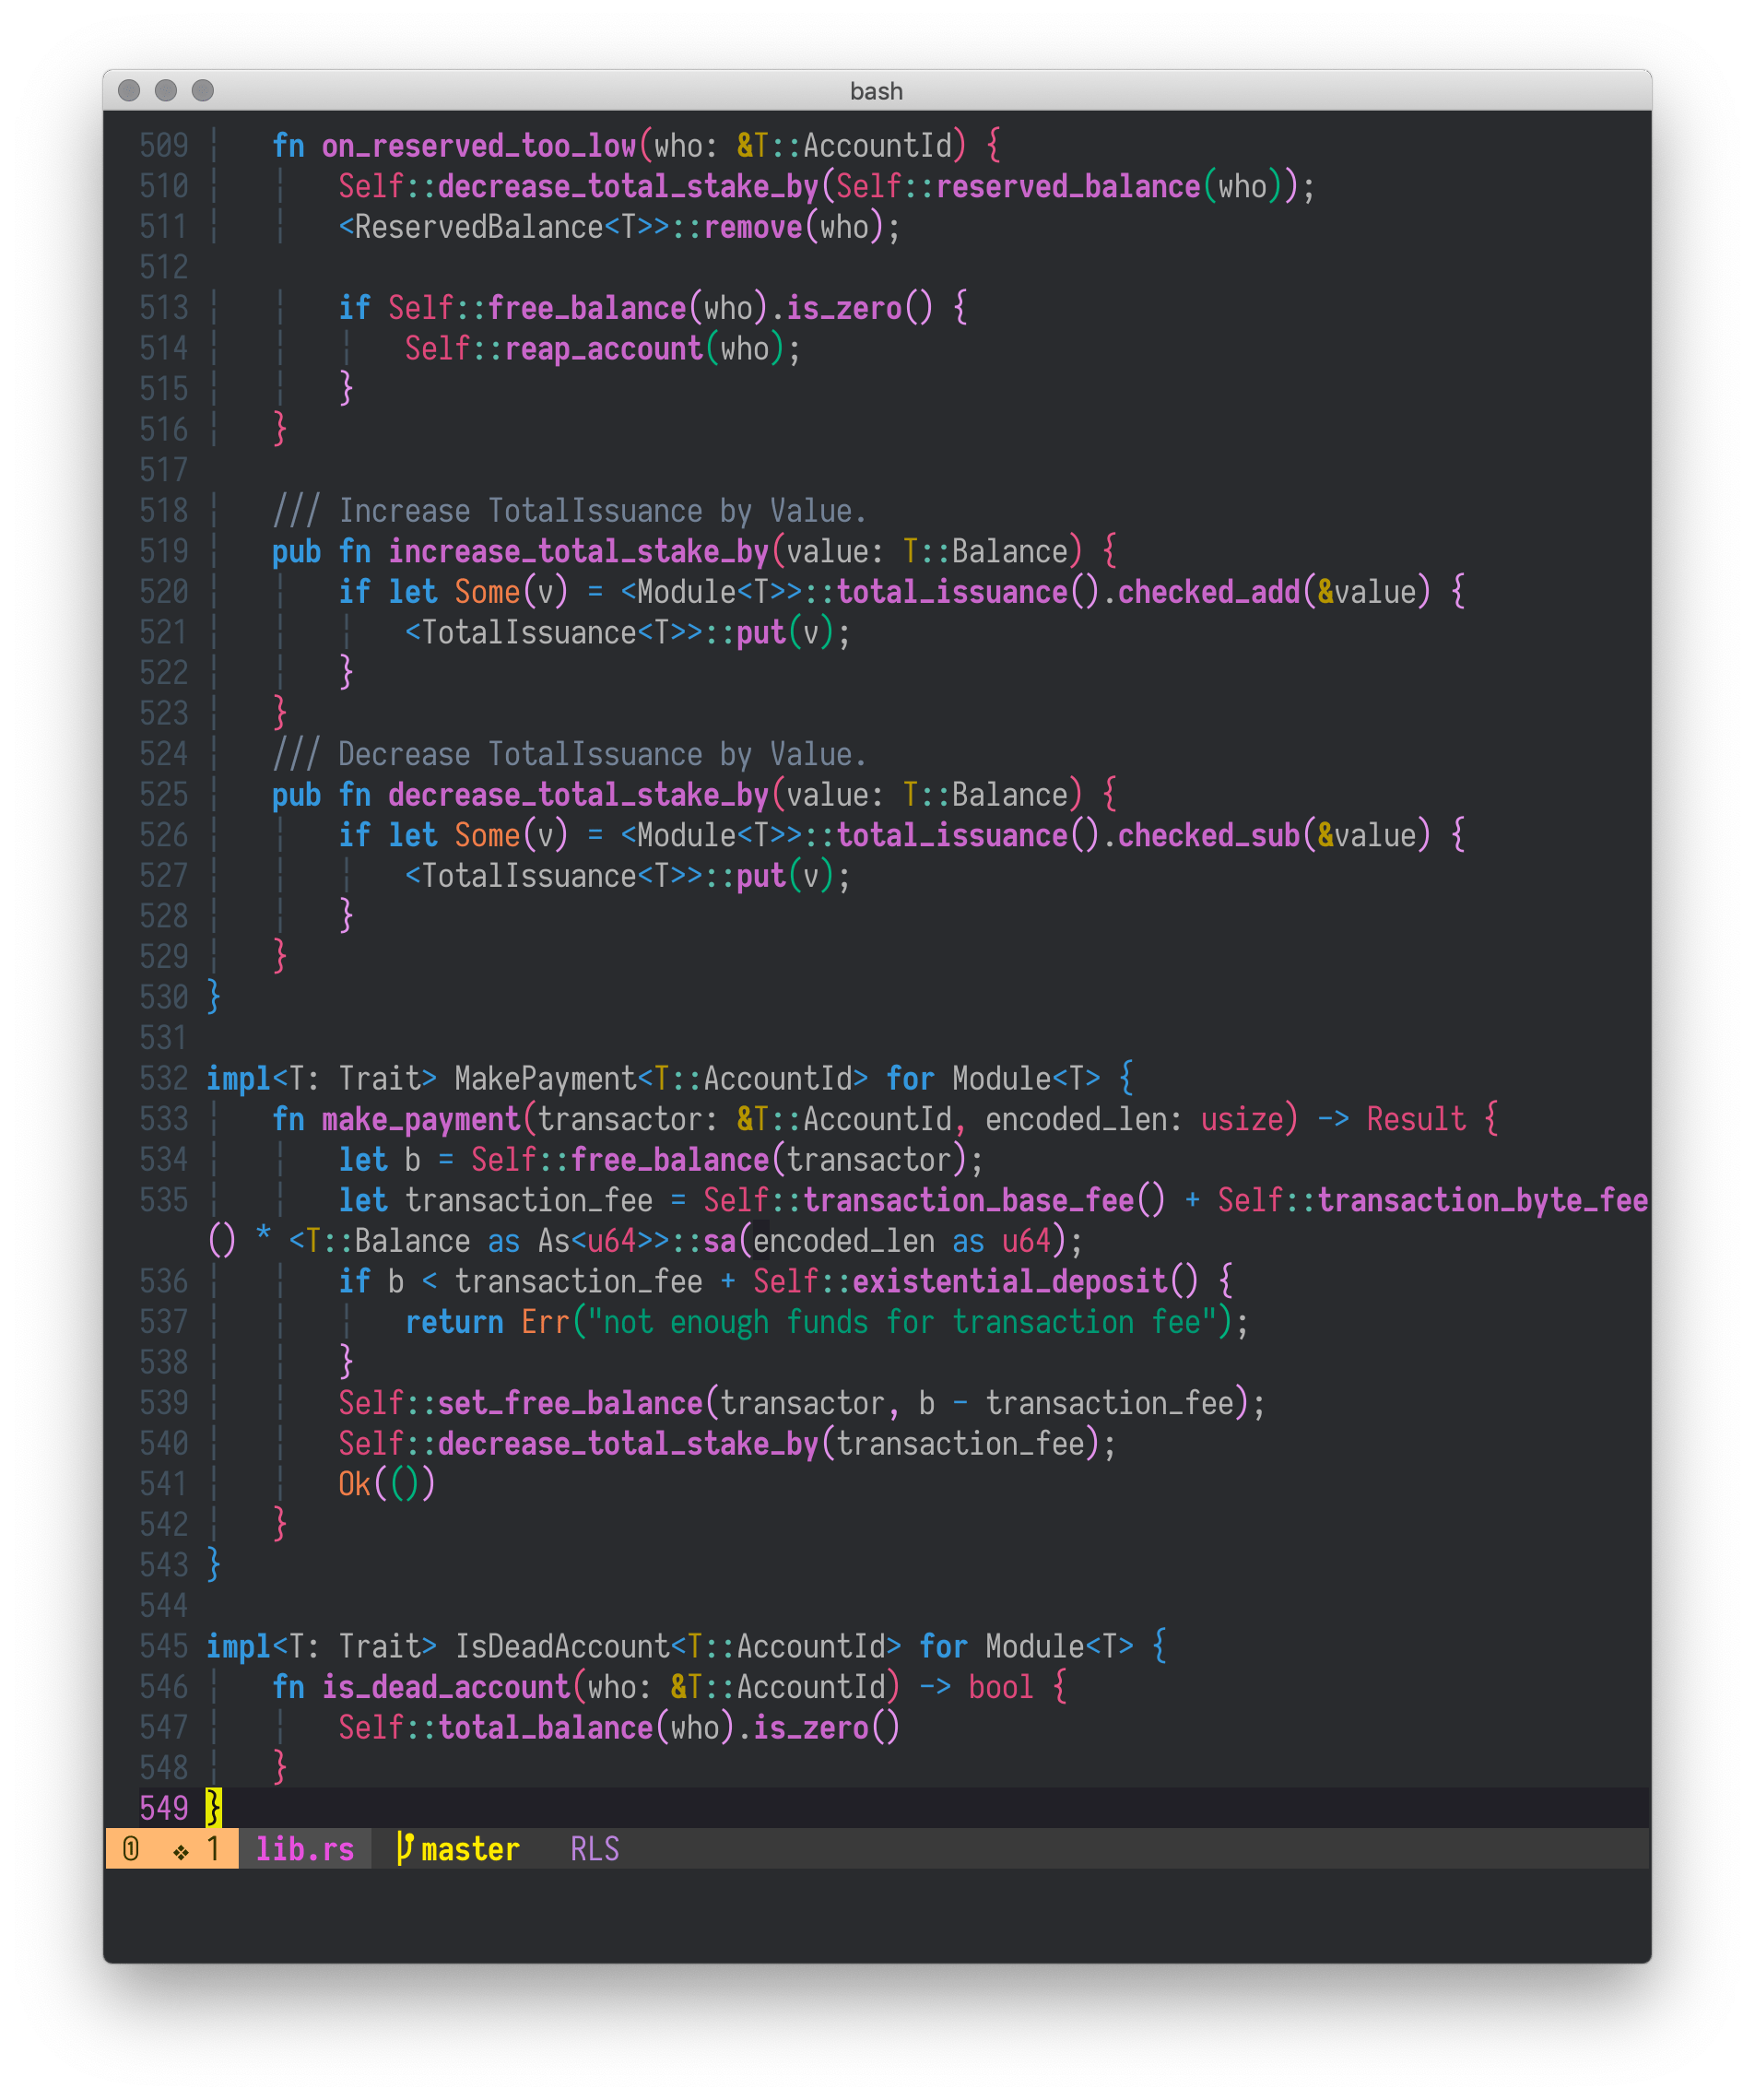 bash
509 fn on_reserved_too_low(who: &T::AccountId) {
510 Self::decrease_total_stake_by(Self::reserved_balance(who));
511 <ReservedBalance<T>>::remove(who);
512
513 if Self::free_balance(who).is_zero() {
514 Self::reap_account(who);
515 }
516 }
517
518 /// Increase TotalIssuance by Value.
519 pub fn increase_total_stake_by(value: T::Balance) {
520 if let Some(v) = <Module<T>>::total_issuance().checked_add(&value) {
521 <TotalIssuance<T>>::put(v);
522 }
523 }
524 /// Decrease TotalIssuance by Value.
525 pub fn decrease_total_stake_by(value: T::Balance) {
526 if let Some(v) = <Module<T>>::total_issuance().checked_sub(&value) {
527 <TotalIssuance<T>>::put(v);
528 }
529 }
530 }
531
532 impl<T: Trait> MakePayment<T::AccountId> for Module<T> {
533 fn make_payment(transactor: &T::AccountId, encoded_len: usize) -> Result {
534 let b = Self::free_balance(transactor);
535 let transaction_fee = Self::transaction_base_fee() + Self::transaction_byte_fee
() * <T::Balance as As<u64>>::sa(encoded_len as u64);
536 if b < transaction_fee + Self::existential_deposit() {
537 return Err("not enough funds for transaction fee");
538 }
539 Self::set_free_balance(transactor, b - transaction_fee);
540 Self::decrease_total_stake_by(transaction_fee);
541 Ok(())
542 }
543 }
544
545 impl<T: Trait> IsDeadAccount<T::AccountId> for Module<T> {
546 fn is_dead_account(who: &T::AccountId) -> bool {
547 Self::total_balance(who).is_zero()
548 }
549 }
① ❖ 1 lib.rs master RLS